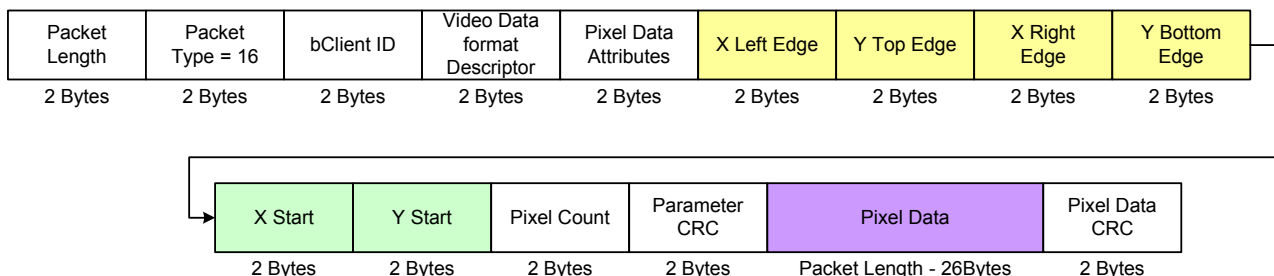 Packet
Length
Packet
Type = 16
bClient ID
Video Data
format
Descriptor
Pixel Data
Attributes
X Left Edge
Y Top Edge
X Right
Edge
Y Bottom
Edge
2 Bytes
2 Bytes
2 Bytes
2 Bytes
2 Bytes
2 Bytes
2 Bytes
2 Bytes
2 Bytes
X Start
Y Start
Pixel Count
Parameter
CRC
Pixel Data
Pixel Data
CRC
2 Bytes
2 Bytes
2 Bytes
2 Bytes
Packet Length - 26Bytes
2 Bytes